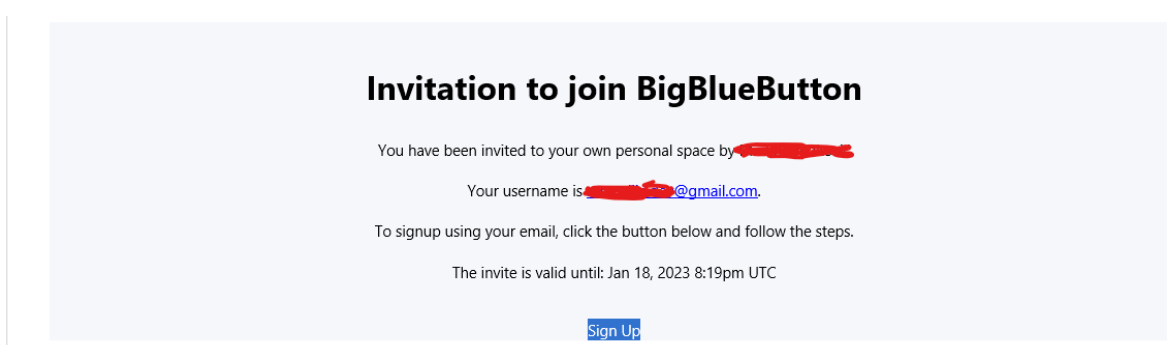 Invitation to join BigBlueButton
You have been invited to your own personal space by
Your username is @gmail.com.
To signup using your email, click the button below and follow the steps.
The invite is valid until: Jan 18, 2023 8:19pm UTC
Sign Up